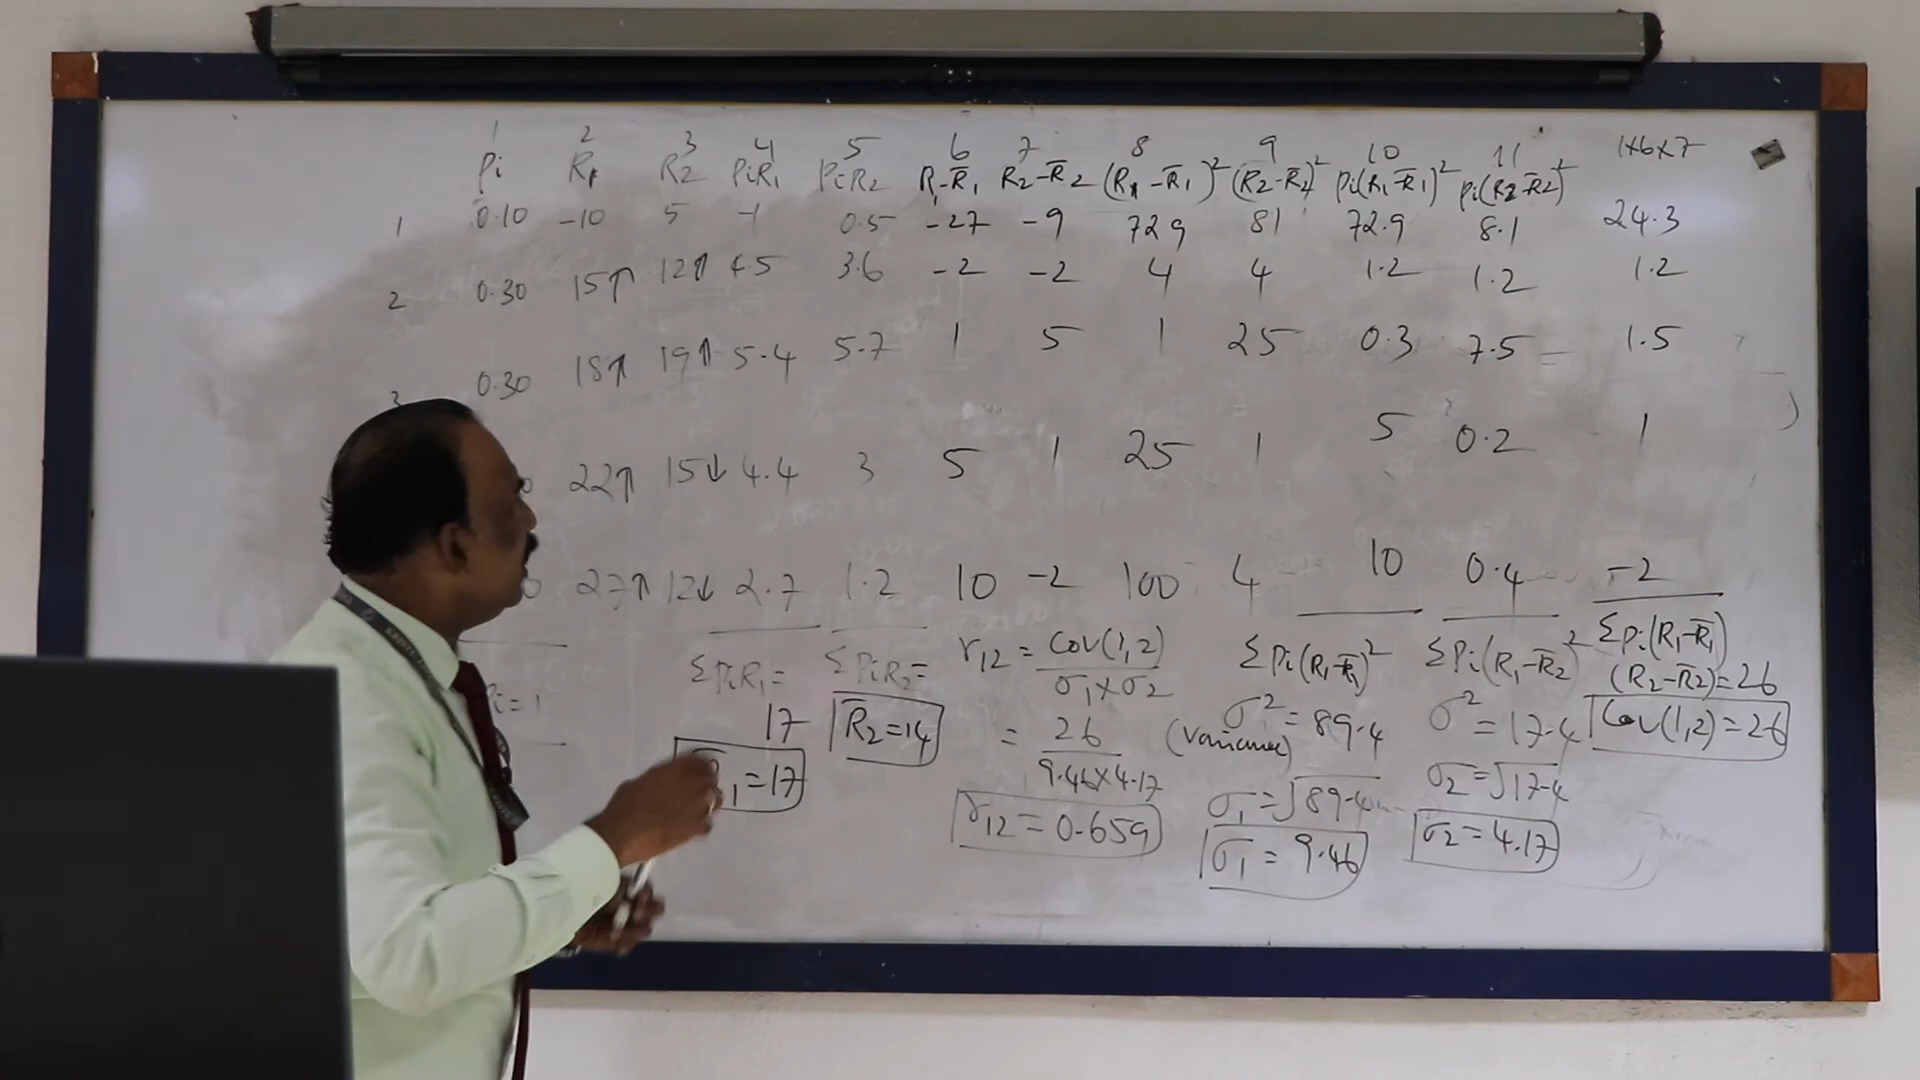 1 2 3 4 5 6 7 8 9 10 11 1×6×7
Pi R1 R2 PiR1 PiR2 R1-R̄1 R2-R̄2 (R1-R̄1)² (R2-R̄2)² Pi(R1-R̄1)² Pi(R2-R̄2)²
1 0.10 -10 5 -1 0.5 -27 -9 729 81 72.9 8.1 24.3
2 0.30 15↑ 12↑ 4.5 3.6 -2 -2 4 4 1.2 1.2 1.2
3 0.30 18↑ 19↑ 5.4 5.7 1 5 1 25 0.3 7.5 1.5
22↑ 15↓ 4.4 3 5 1 25 1 5 0.2 1
27↑ 12↓ 2.7 1.2 10 -2 100 4 10 0.4 -2
Pi=1
ΣPiR1=
17
R̄1=17
ΣPiR2=
R̄2=14
r12 = Cov(1,2)
σ1×σ2
= 26
9.46×4.17
r12 = 0.659
ΣPi(R1-R̄1)²
σ²=89.4
(variance)
σ1=√89.4
σ1 = 9.46
ΣPi(R1-R̄2)²
σ²=17.4
σ2=√17.4
σ2=4.17
ΣPi(R1-R̄1)
(R2-R̄2)=26
Cov(1,2)=26